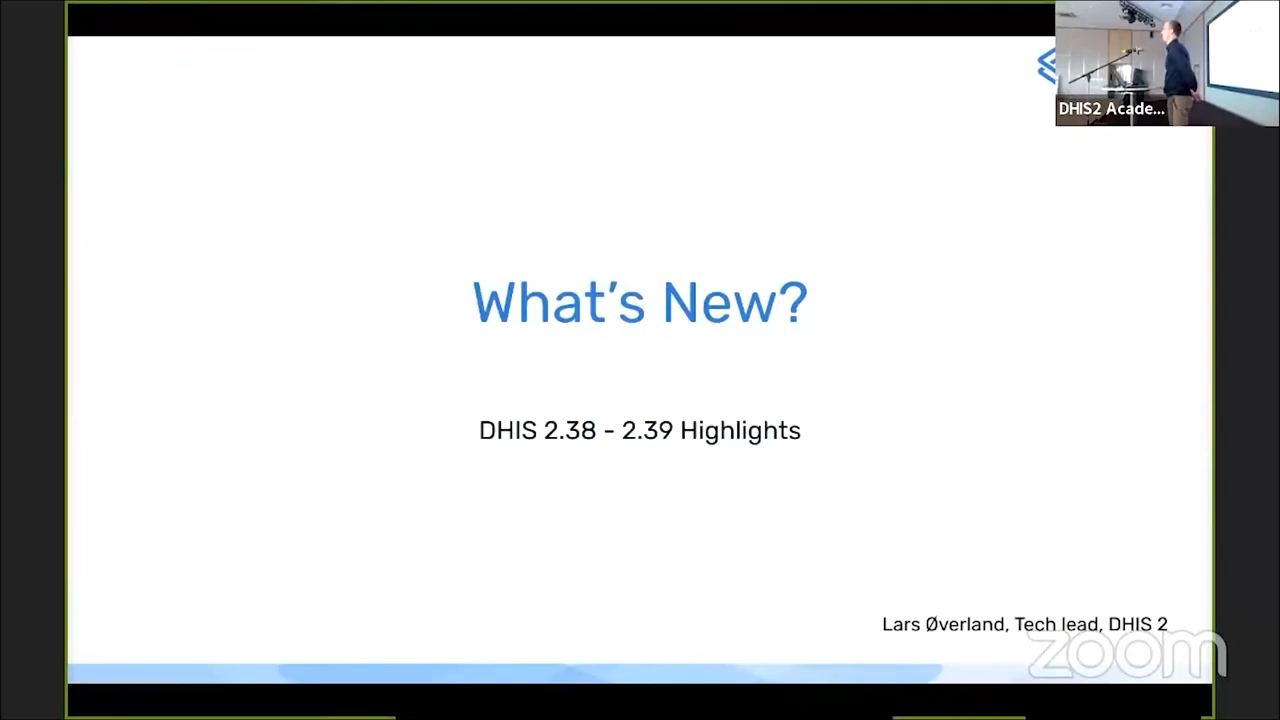 DHIS2 Acade...
What's New?
DHIS 2.38 - 2.39 Highlights
Lars Øverland, Tech lead, DHIS 2
zoom